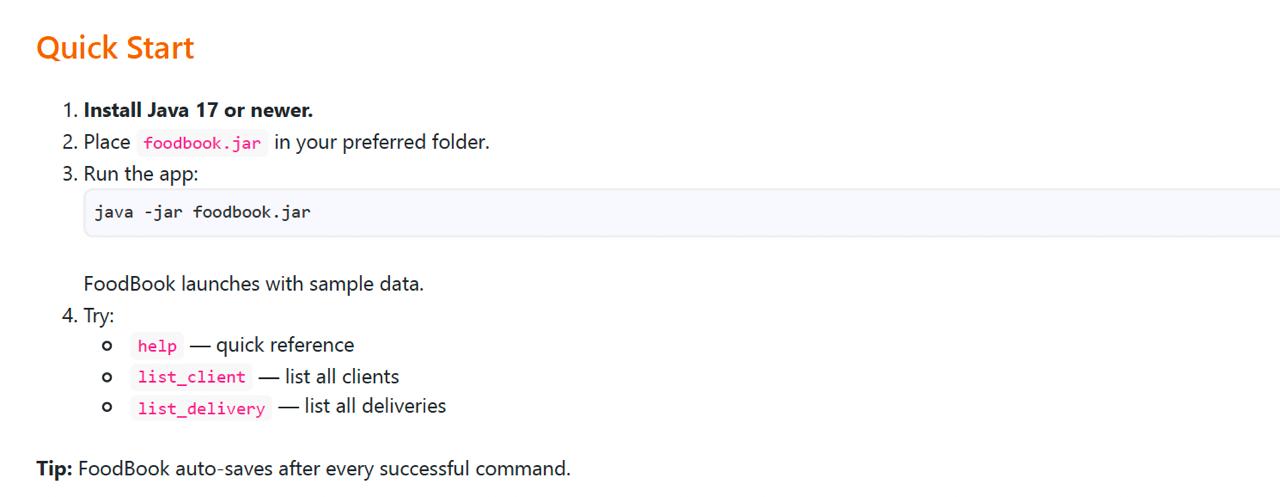 Quick Start
1. Install Java 17 or newer.
2. Place foodbook.jar in your preferred folder.
3. Run the app:
java -jar foodbook.jar
FoodBook launches with sample data.
4. Try:
help — quick reference
list_client — list all clients
list_delivery — list all deliveries
Tip: FoodBook auto-saves after every successful command.